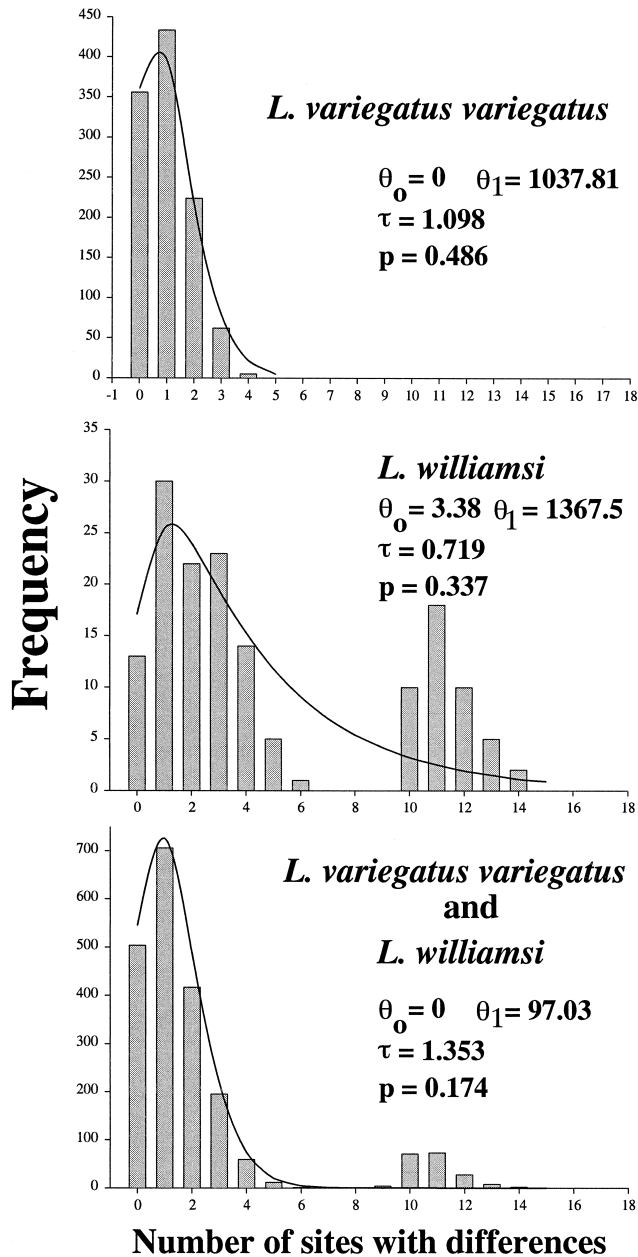 450
400
350
300
250
200
150
100
50
0
-1 0 1 2 3 4 5 6 7 8 9 10 11 12 13 14 15 16 17 18
L. variegatus variegatus
θo= 0 θ1= 1037.81
τ = 1.098
p = 0.486
Frequency
35
30
25
20
15
10
5
0
0 2 4 6 8 10 12 14 16 18
L. williamsi
θo= 3.38 θ1= 1367.5
τ = 0.719
p = 0.337
700
600
500
400
300
200
100
0
0 2 4 6 8 10 12 14 16 18
L. variegatus variegatus
and
L. williamsi
θo= 0 θ1= 97.03
τ = 1.353
p = 0.174
Number of sites with differences